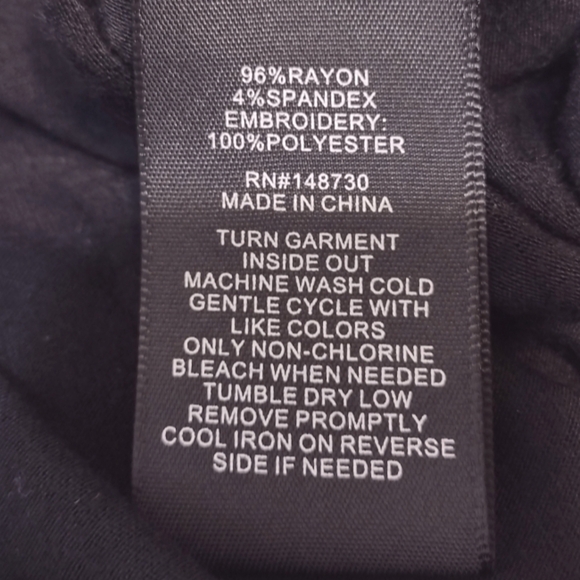 96%RAYON
4%SPANDEX
EMBROIDERY:
100%POLYESTER
RN#148730
MADE IN CHINA
TURN GARMENT
INSIDE OUT
MACHINE WASH COLD
GENTLE CYCLE WITH
LIKE COLORS
ONLY NON-CHLORINE
BLEACH WHEN NEEDED
TUMBLE DRY LOW
REMOVE PROMPTLY
COOL IRON ON REVERSE
SIDE IF NEEDED